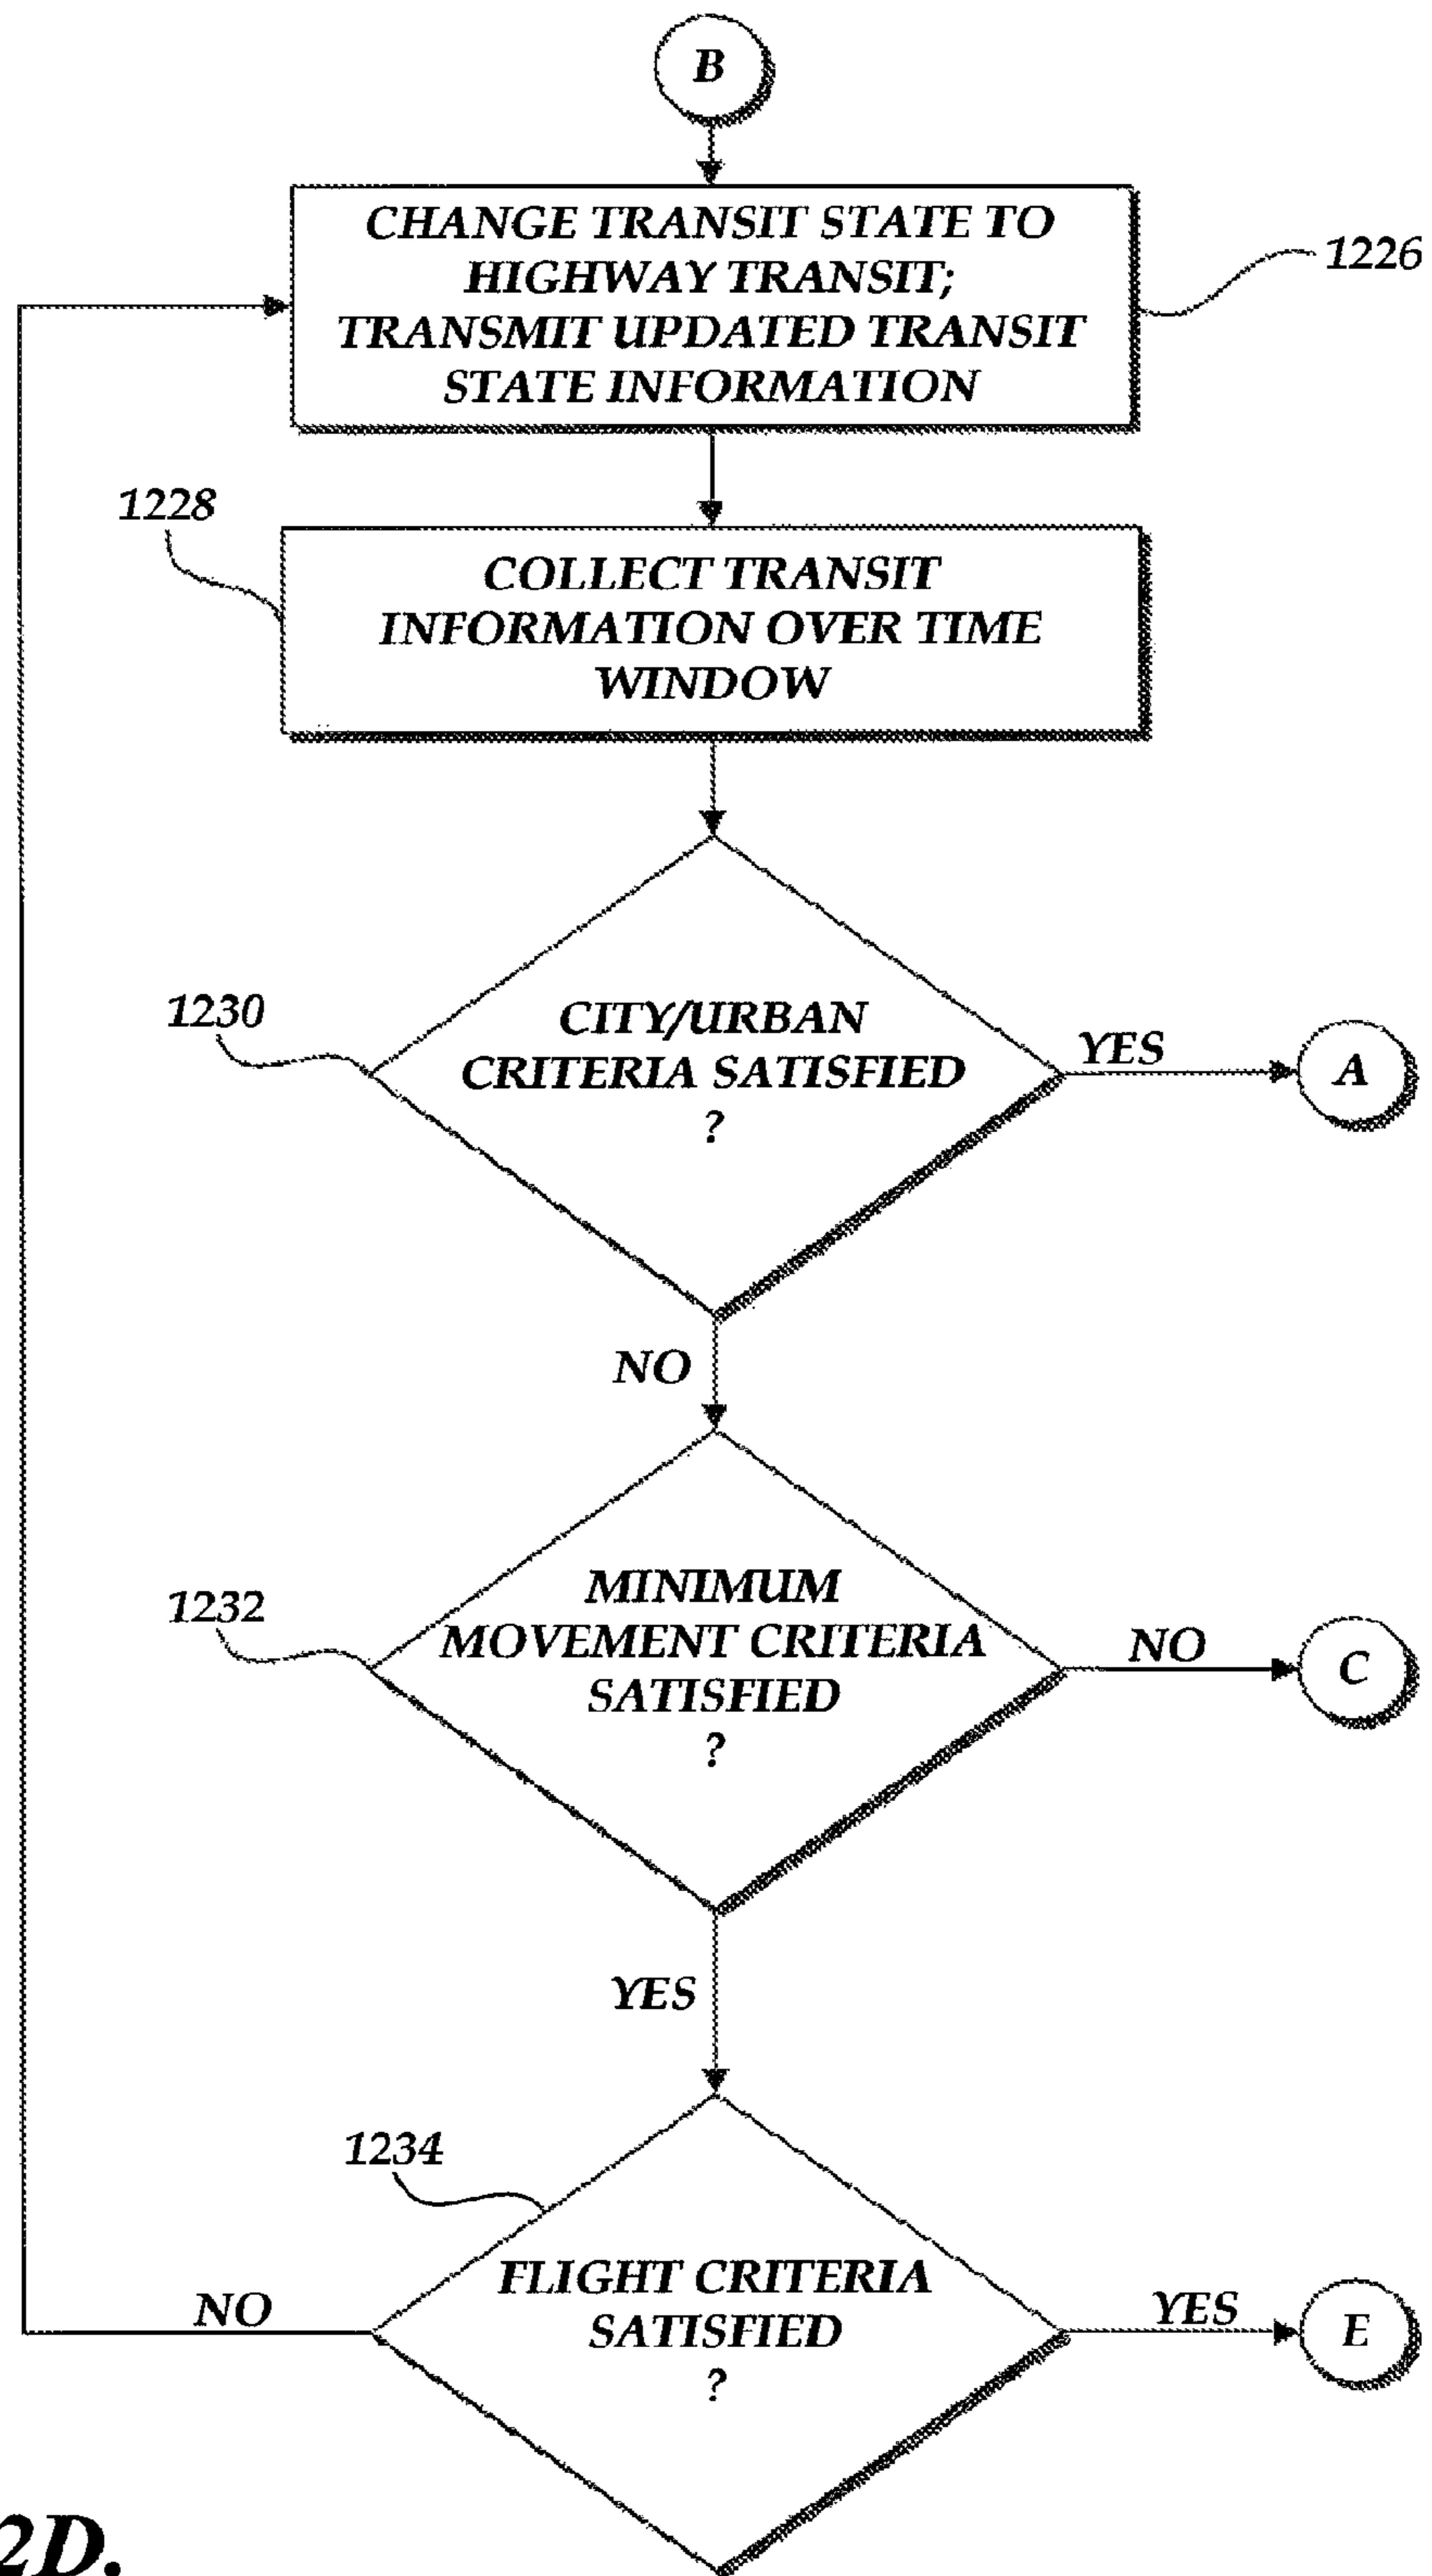 B
CHANGE TRANSIT STATE TO
HIGHWAY TRANSIT;
TRANSMIT UPDATED TRANSIT
STATE INFORMATION
1226
1228
COLLECT TRANSIT
INFORMATION OVER TIME
WINDOW
1230
CITY/URBAN
CRITERIA SATISFIED
?
YES
A
NO
1232
MINIMUM
MOVEMENT CRITERIA
SATISFIED
?
NO
C
YES
1234
FLIGHT CRITERIA
SATISFIED
?
NO
YES
E
2D.